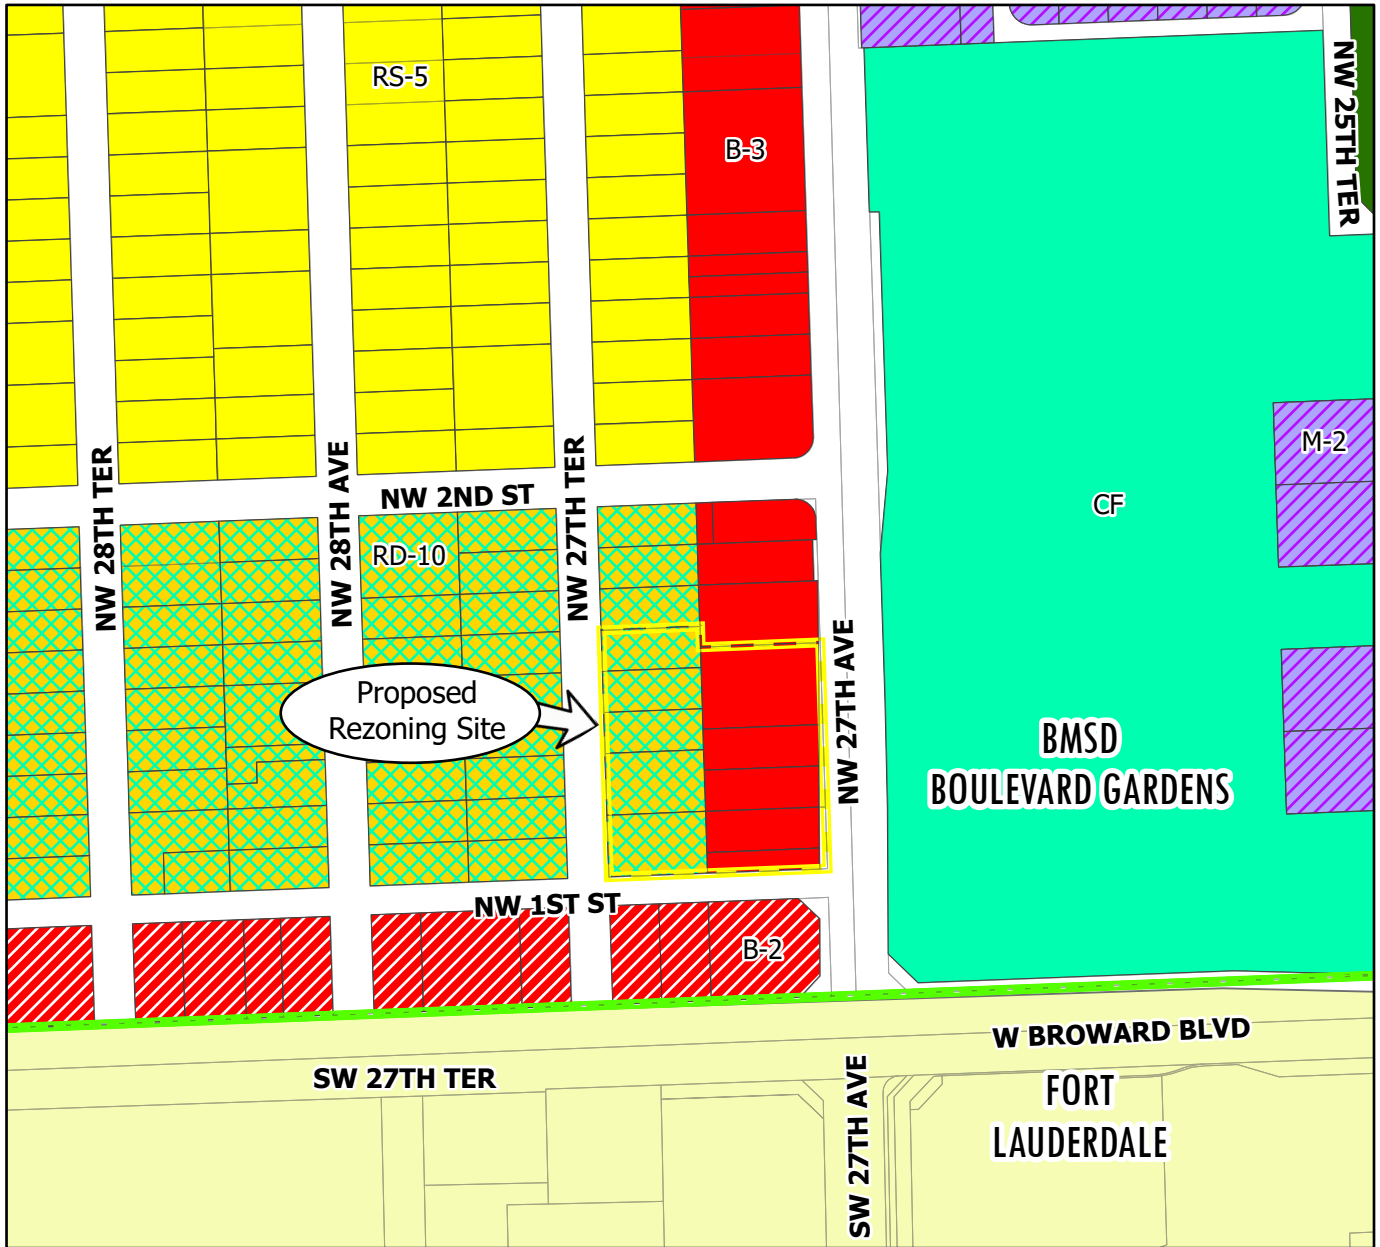 RS-5
NW 25TH TER
B-3
M-2
NW 2ND ST
CF
NW 28TH TER
NW 28TH AVE
NW 27TH TER
RD-10
NW 27TH AVE
Proposed
Rezoning Site
BMSD
BOULEVARD GARDENS
NW 1ST ST
B-2
W BROWARD BLVD
SW 27TH TER
SW 27TH AVE
FORT
LAUDERDALE